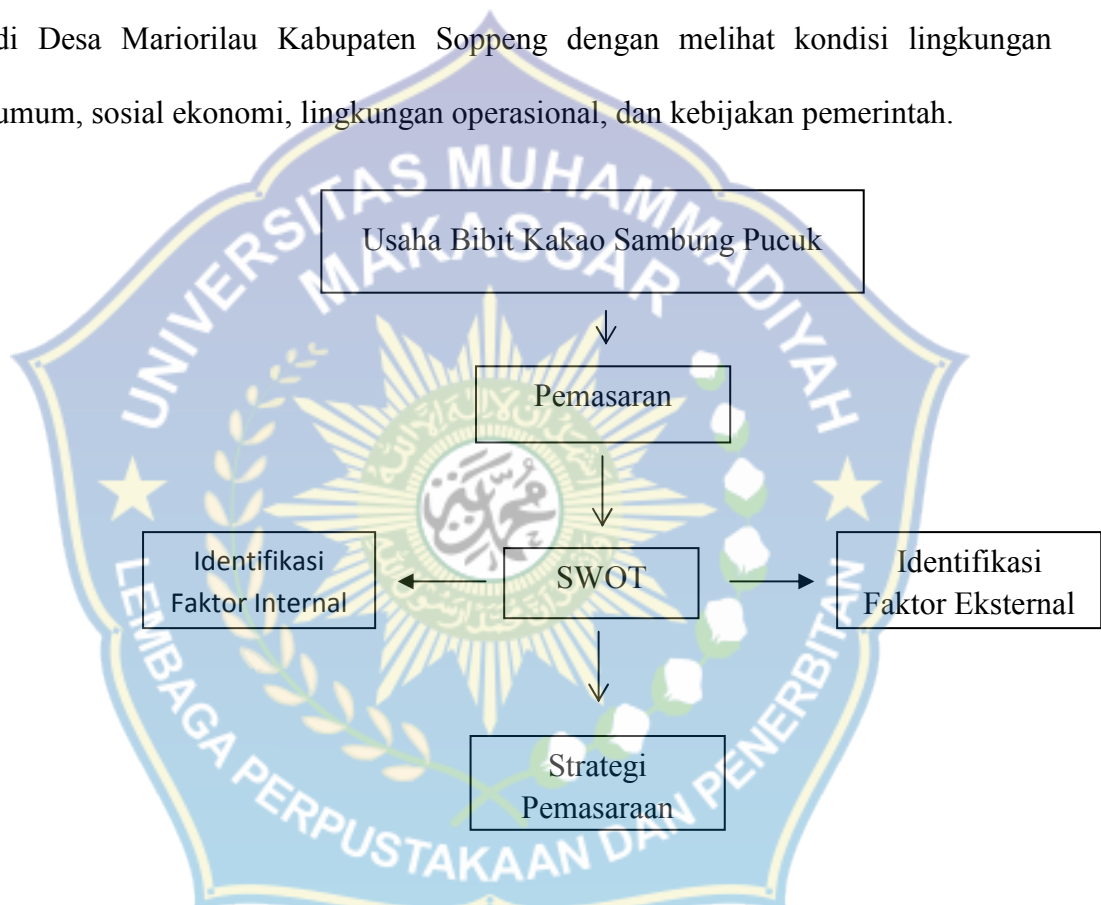 di Desa Mariorilau Kabupaten Soppeng dengan melihat kondisi lingkungan
umum, sosial ekonomi, lingkungan operasional, dan kebijakan pemerintah.
UNIVERSITAS MUHAMMADIYAH
MAKASSAR
Usaha Bibit Kakao Sambung Pucuk
Pemasaran
Identifikasi
Faktor Internal
SWOT
Identifikasi
Faktor Eksternal
Strategi
Pemasaraan
LEMBAGA PERPUSTAKAAN DAN PENERBITAN